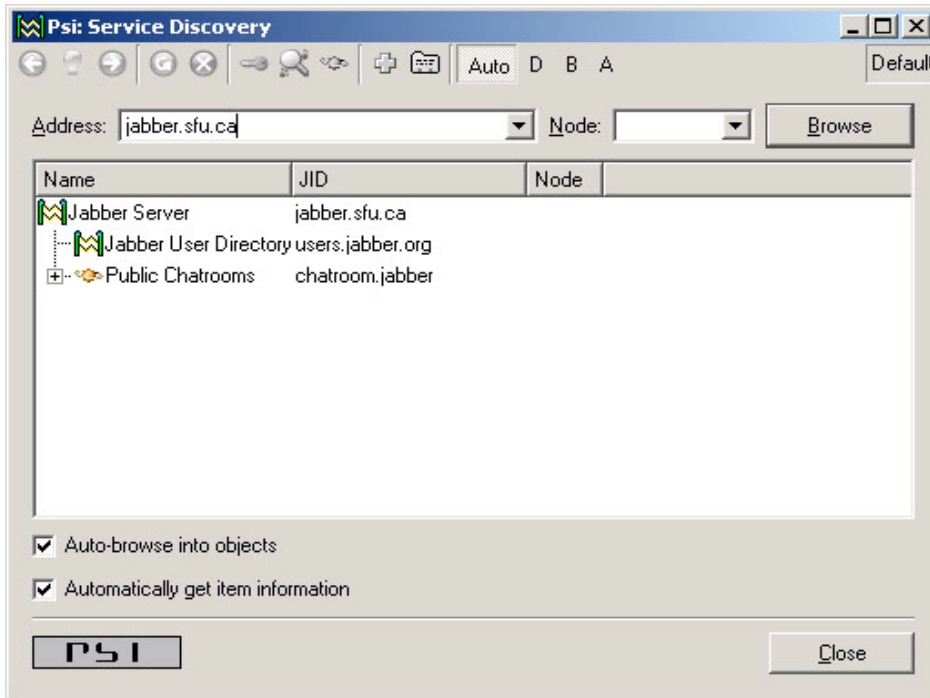 Psi: Service Discovery
Auto D B A Defaul
Address: jabber.sfu.ca Node: Browse
Name JID Node
Jabber Server jabber.sfu.ca
Jabber User Directory users.jabber.org
Public Chatrooms chatroom.jabber
Auto-browse into objects
Automatically get item information
PSI Close